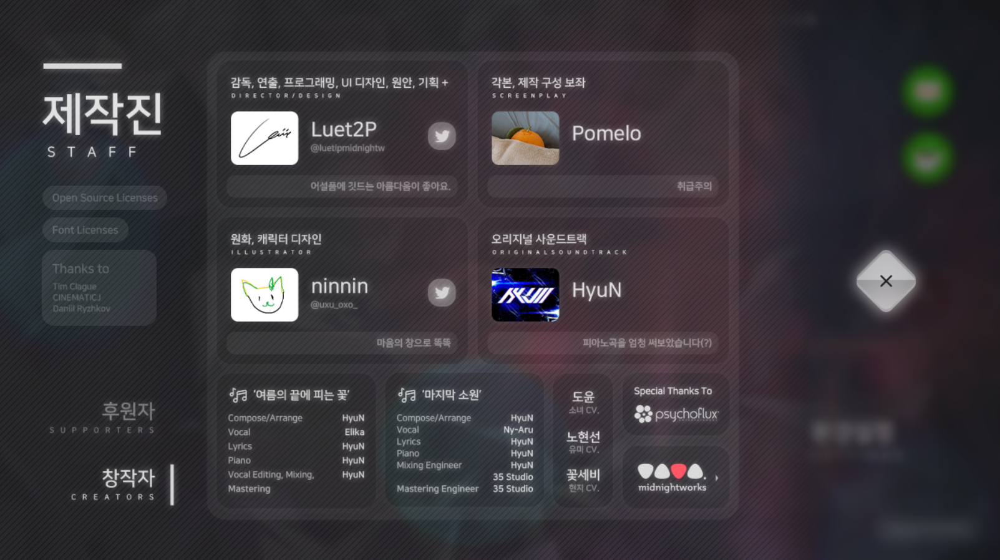 제작진
STAFF
Open Source Licenses
Font Licenses
Thanks to
Tim Clague
CINEMATICJ
Daniil Ryzhkov
후원자
SUPPORTERS
창작자
CREATORS
감독, 연출, 프로그래밍, UI 디자인, 원안, 기획 +
DIRECTOR/DESIGN
Luet2P
@luetipmidnightw
어설픔에 깃드는 아름다움이 좋아요.
각본, 제작 구성 보좌
SCREENPLAY
Pomelo
취급주의
원화, 캐릭터 디자인
ILLUSTRATOR
ninnin
@uxu_oxo_
마음의 창으로 똑똑
오리지널 사운드트랙
ORIGINALSOUNDTRACK
HYUN
HyuN
피아노곡을 엄청 써보았습니다(?)
‘여름의 끝에 피는 꽃’
Compose/Arrange HyuN
Vocal Elika
Lyrics HyuN
Piano HyuN
Vocal Editing, Mixing, HyuN
Mastering
‘마지막 소원’
Compose/Arrange HyuN
Vocal Ny-Aru
Lyrics HyuN
Piano HyuN
Mixing Engineer HyuN
35 Studio
Mastering Engineer 35 Studio
도윤
소녀 CV.
노현선
유미 CV.
꽃세비
현지 CV.
Special Thanks To
psychoflux
midnightworks